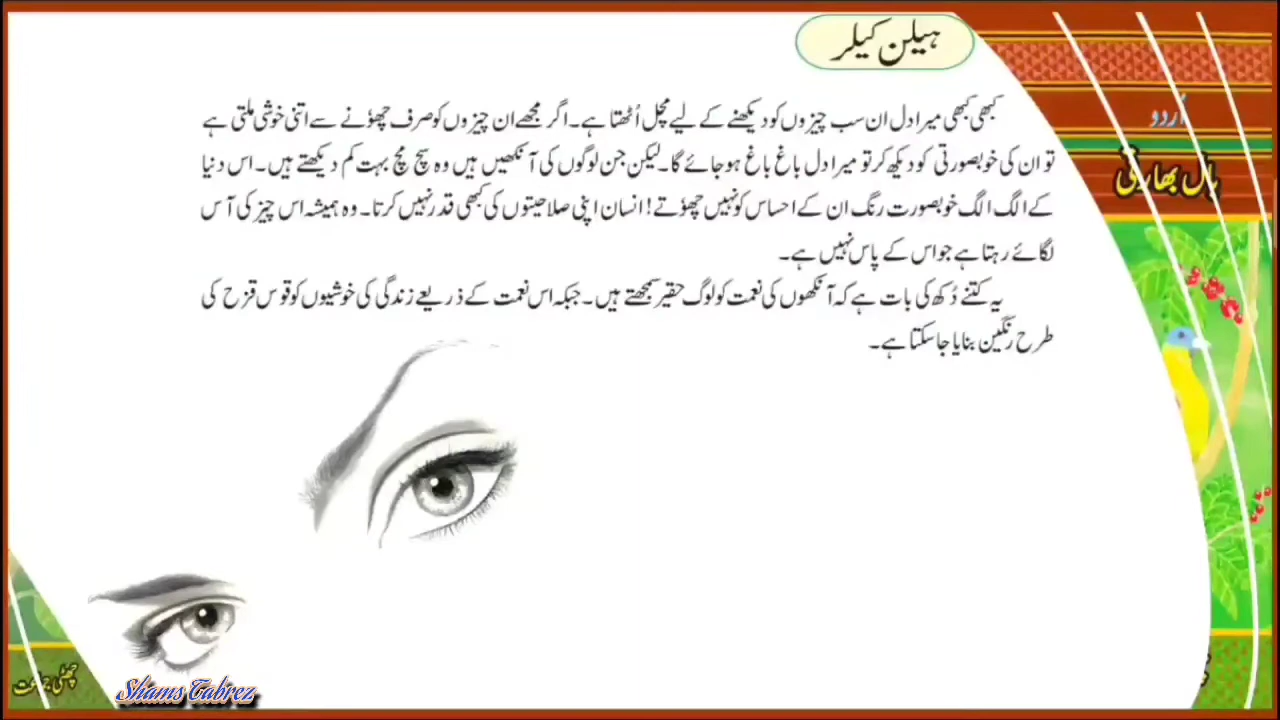 ہیلن کیلر
کبھی کبھی میرا دل ان سب چیزوں کو دیکھنے کے لیے مچل اُٹھتا ہے۔ اگر مجھے ان چیزوں کو صرف چھؤنے سے اتنی خوشی ملتی ہے
تو ان کی خوبصورتی کو دیکھ کر تو میرا دل باغ باغ ہو جائے گا۔ لیکن جن لوگوں کی آنکھیں ہیں وہ سچ مچ بہت کم دیکھتے ہیں۔ اس دنیا
کے الگ الگ خوبصورت رنگ ان کے احساس کو نہیں چھؤتے! انسان اپنی صلاحیتوں کی کبھی قدر نہیں کرتا۔ وہ ہمیشہ اس چیز کی آس
لگائے رہتا ہے جو اس کے پاس نہیں ہے۔
یہ کتنے دُکھ کی بات ہے کہ آنکھوں کی نعمت کو لوگ حقیر سمجھتے ہیں۔ جبکہ اس نعمت کے ذریعے زندگی کی خوشیوں کو قوس قزح کی
طرح رنگین بنایا جا سکتا ہے۔
اُردو
بال بھارتی
چھٹی جماعت
Shams Tabrez